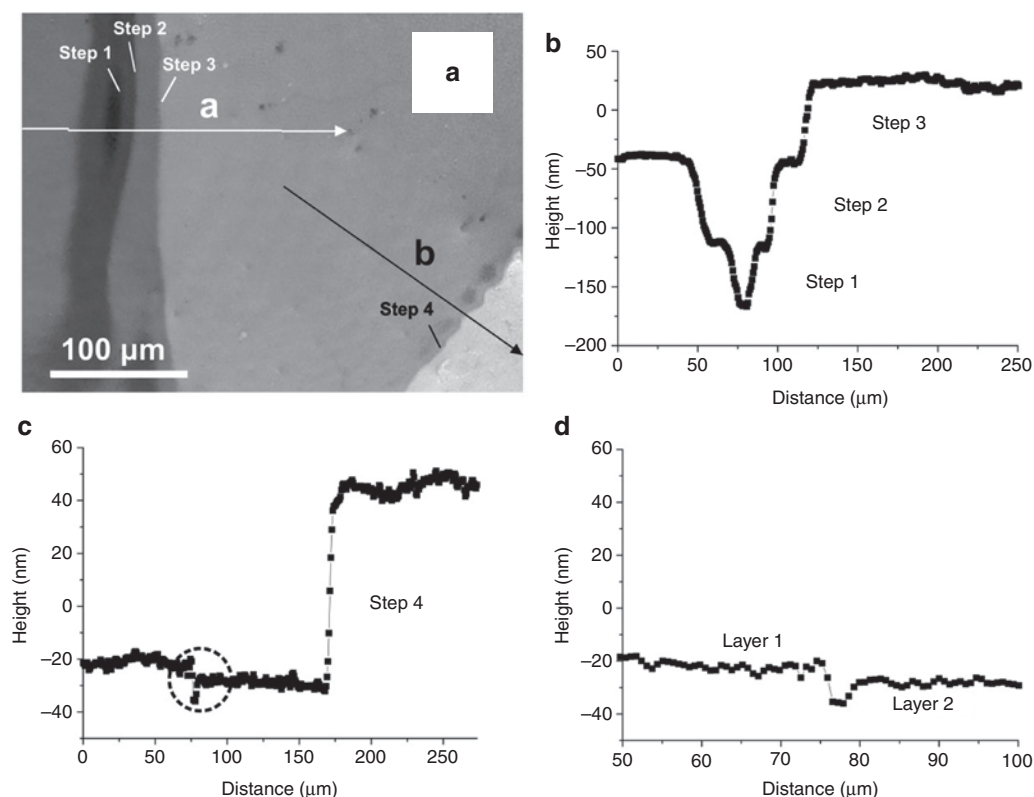 a
Step 1
Step 2
Step 3
a
b
Step 4
100 μm
b
50
0
−50
−100
−150
−200
Height (nm)
Step 3
Step 2
Step 1
0 50 100 150 200 250
Distance (μm)
c
60
40
20
0
−20
−40
Height (nm)
Step 4
0 50 100 150 200 250
Distance (μm)
d
60
40
20
0
−20
−40
Height (nm)
Layer 1
Layer 2
50 60 70 80 90 100
Distance (μm)